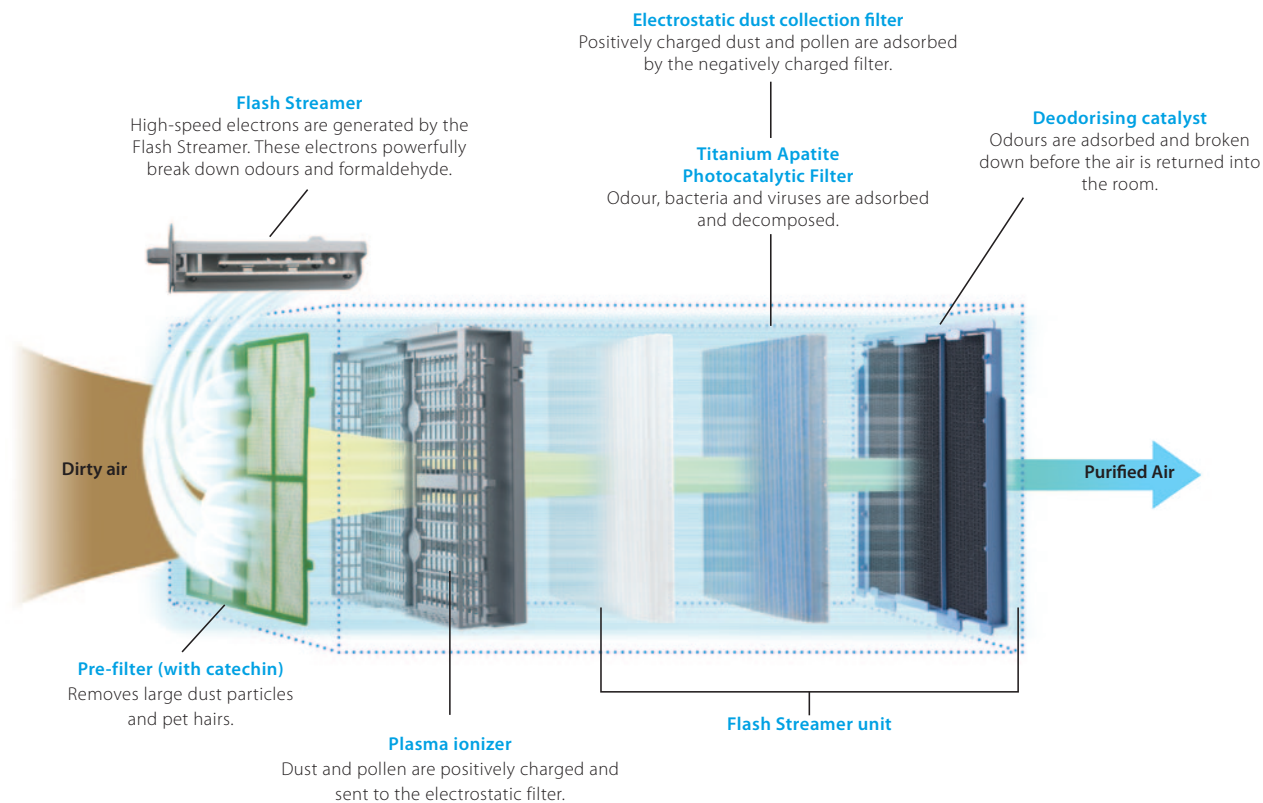 Electrostatic dust collection filter
Positively charged dust and pollen are adsorbed
by the negatively charged filter.
Flash Streamer
High-speed electrons are generated by the
Flash Streamer. These electrons powerfully
break down odours and formaldehyde.
Titanium Apatite
Photocatalytic Filter
Odour, bacteria and viruses are adsorbed
and decomposed.
Deodorising catalyst
Odours are adsorbed and broken
down before the air is returned into
the room.
Dirty air
Purified Air
Pre-filter (with catechin)
Removes large dust particles
and pet hairs.
Plasma ionizer
Dust and pollen are positively charged and
sent to the electrostatic filter.
Flash Streamer unit